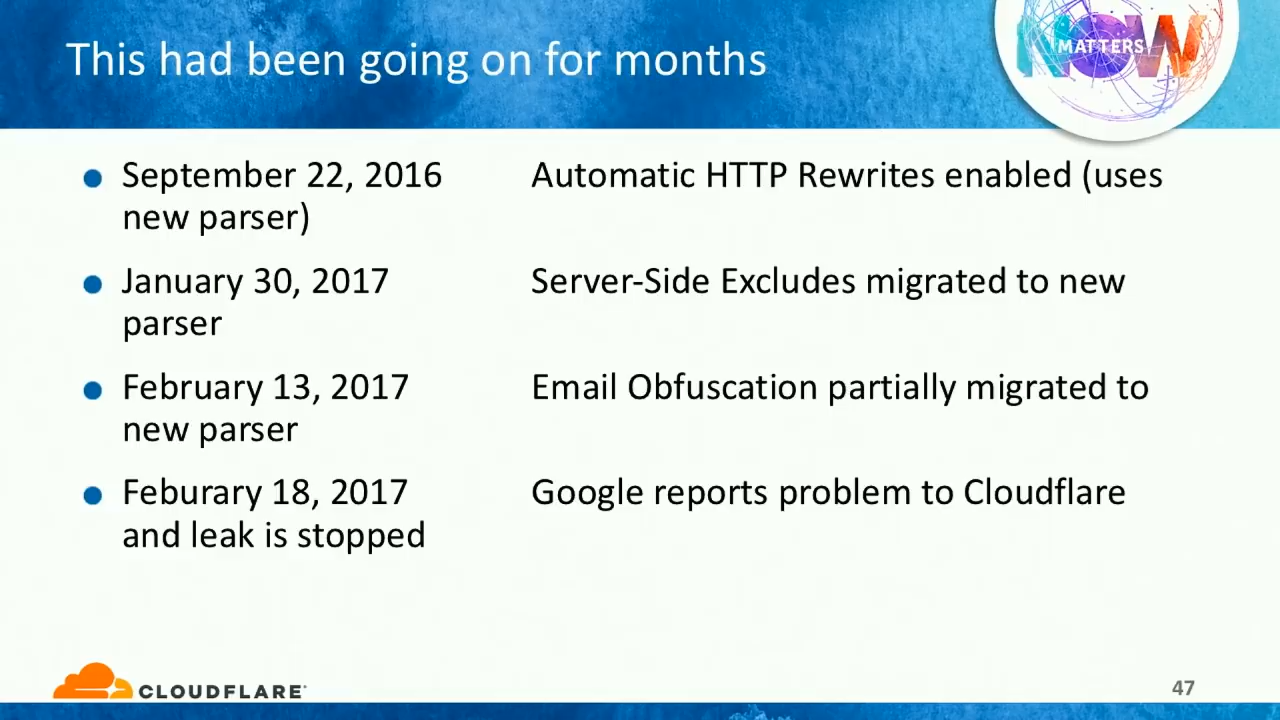 This had been going on for months
NOW
MATTERS
September 22, 2016 Automatic HTTP Rewrites enabled (uses
new parser)
January 30, 2017 Server-Side Excludes migrated to new
parser
February 13, 2017 Email Obfuscation partially migrated to
new parser
Feburary 18, 2017 Google reports problem to Cloudflare
and leak is stopped
CLOUDFLARE
47